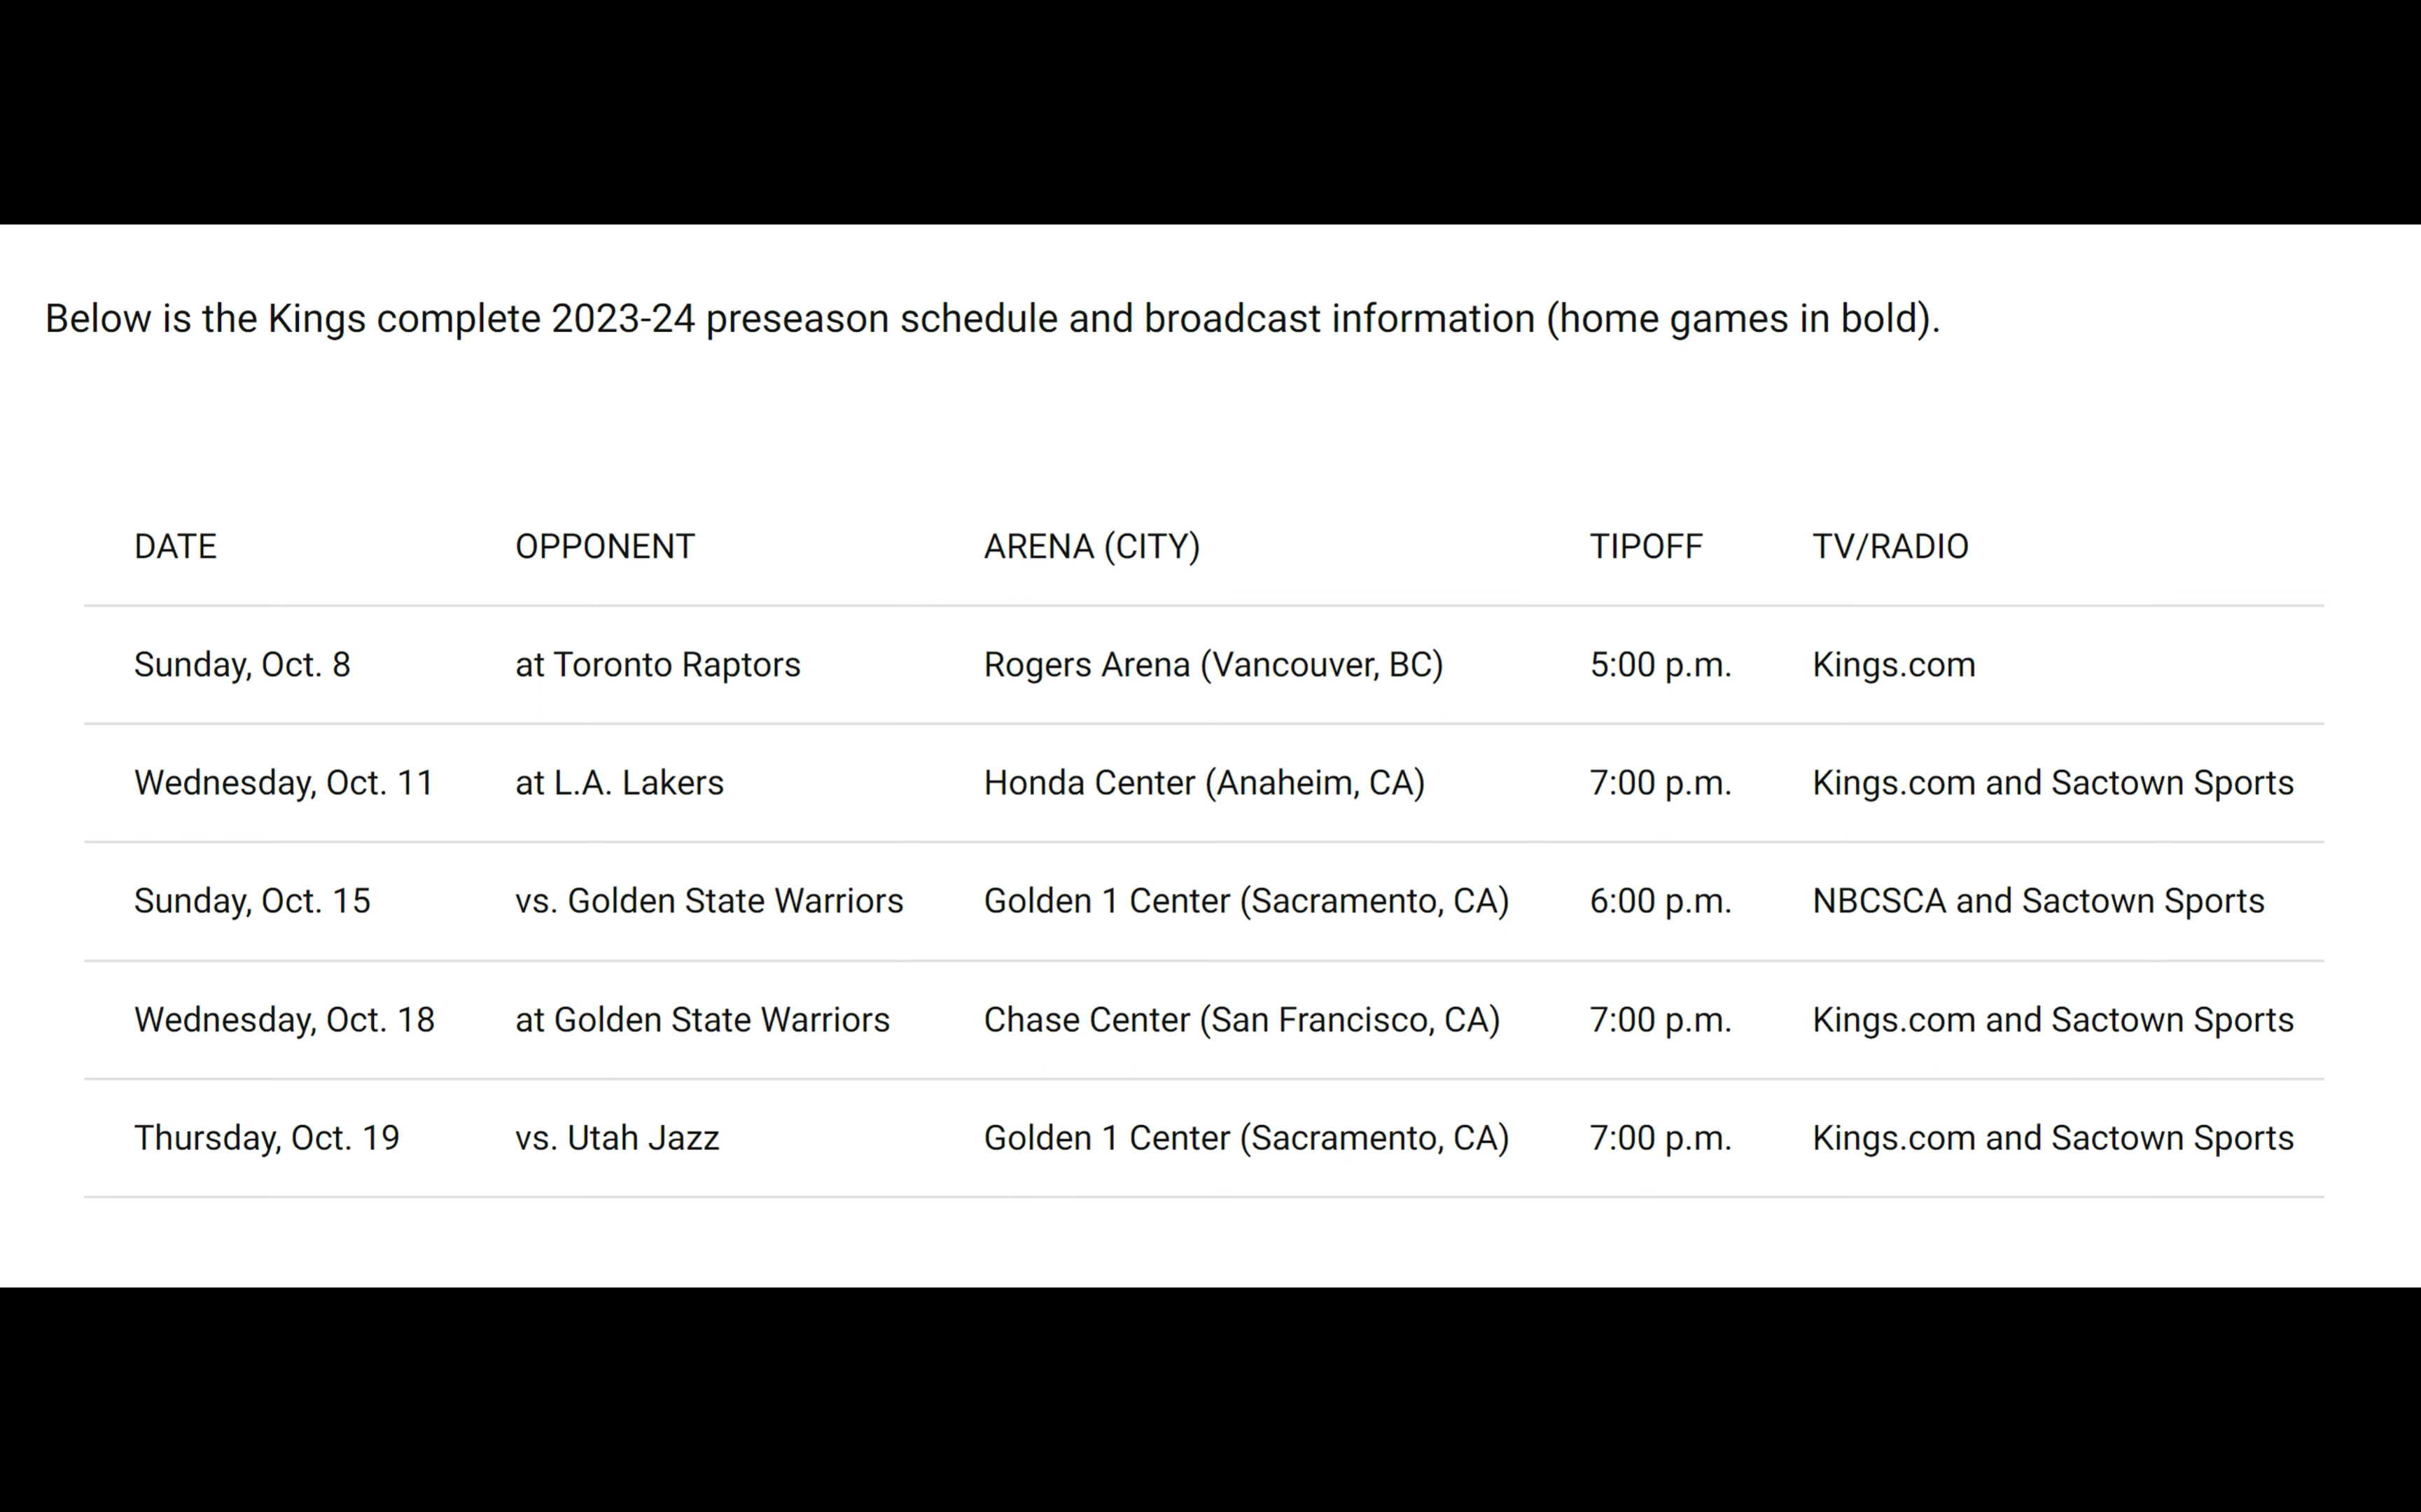 Below is the Kings complete 2023-24 preseason schedule and broadcast information (home games in bold).
DATE OPPONENT ARENA (CITY) TIPOFF TV/RADIO
Sunday, Oct. 8 at Toronto Raptors Rogers Arena (Vancouver, BC) 5:00 p.m. Kings.com
Wednesday, Oct. 11 at L.A. Lakers Honda Center (Anaheim, CA) 7:00 p.m. Kings.com and Sactown Sports
Sunday, Oct. 15 vs. Golden State Warriors Golden 1 Center (Sacramento, CA) 6:00 p.m. NBCSCA and Sactown Sports
Wednesday, Oct. 18 at Golden State Warriors Chase Center (San Francisco, CA) 7:00 p.m. Kings.com and Sactown Sports
Thursday, Oct. 19 vs. Utah Jazz Golden 1 Center (Sacramento, CA) 7:00 p.m. Kings.com and Sactown Sports